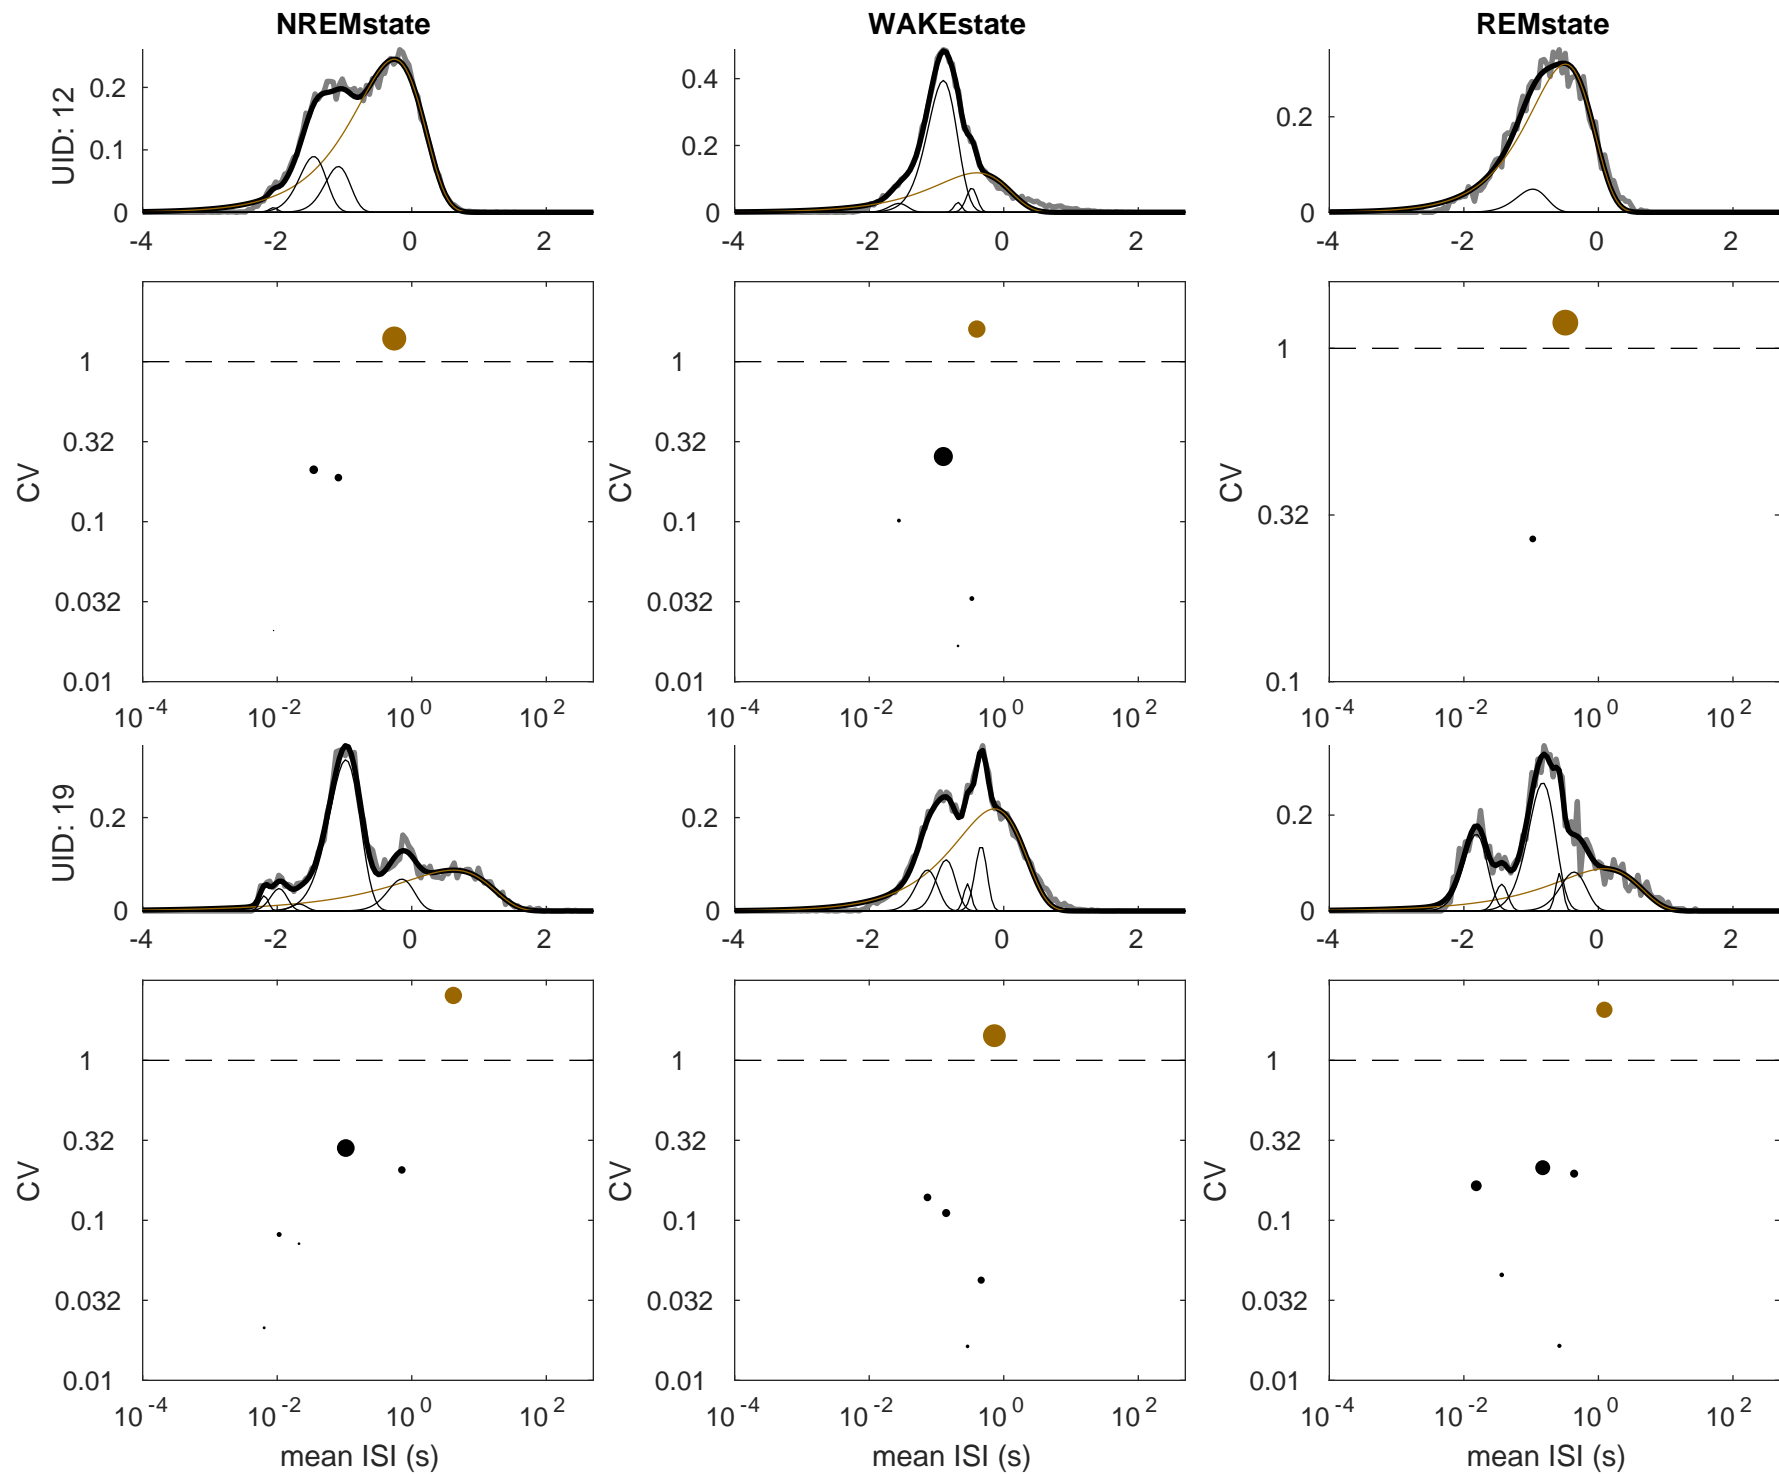 NREMstate WAKEstate REMstate
UID: 12
0.2 0.4 0.2
0.1 0.2
0 0 0
-4 -2 0 2 -4 -2 0 2 -4 -2 0 2
CV CV CV
1 1 1
0.32 0.32 0.32
0.1 0.1
0.032 0.032
0.01 0.01 0.1
10^-4 10^-2 10^0 10^2 10^-4 10^-2 10^0 10^2 10^-4 10^-2 10^0 10^2
UID: 19
0.2 0.2 0.2
0 0 0
-4 -2 0 2 -4 -2 0 2 -4 -2 0 2
CV CV CV
1 1 1
0.32 0.32 0.32
0.1 0.1 0.1
0.032 0.032 0.032
0.01 0.01 0.01
10^-4 10^-2 10^0 10^2 10^-4 10^-2 10^0 10^2 10^-4 10^-2 10^0 10^2
mean ISI (s) mean ISI (s) mean ISI (s)